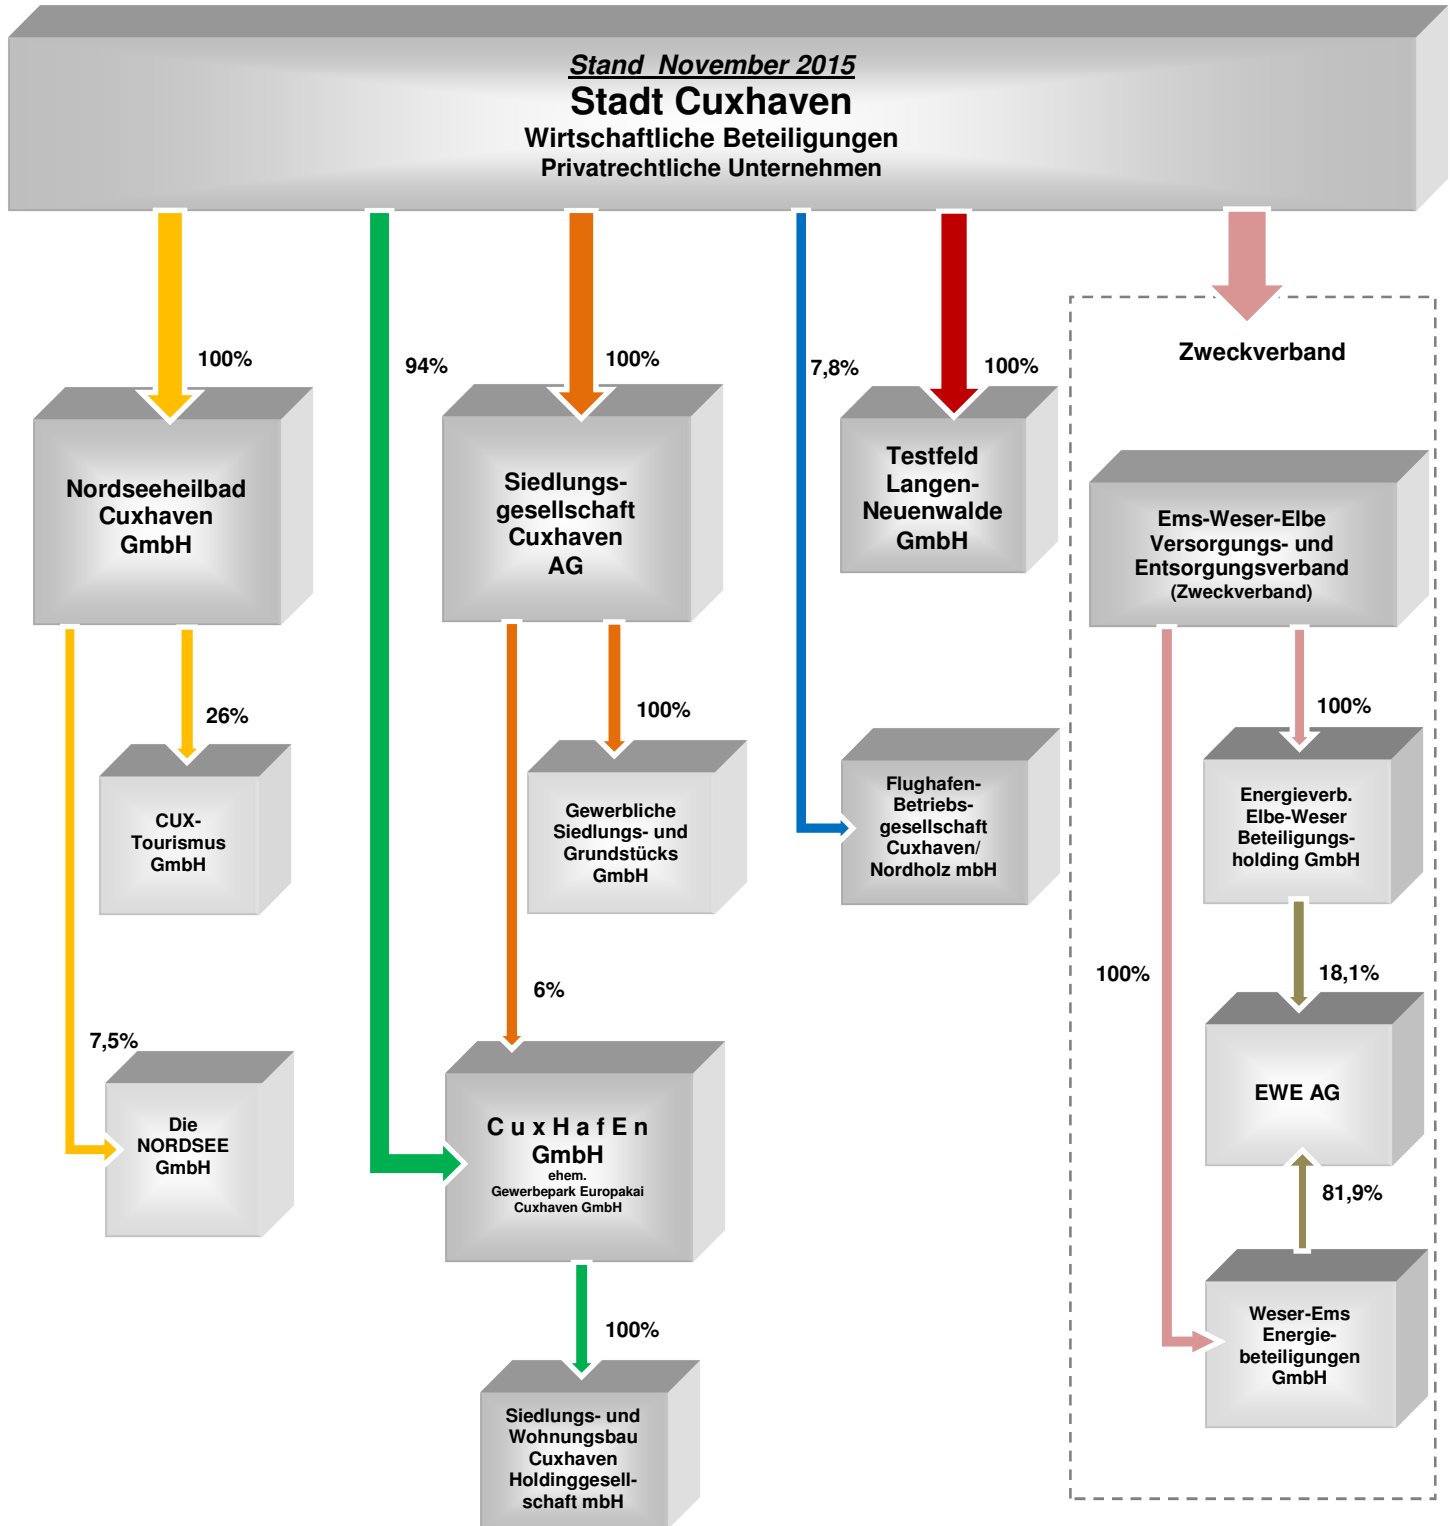 Stand November 2015
Stadt Cuxhaven
Wirtschaftliche Beteiligungen
Privatrechtliche Unternehmen
100%
94%
100%
7,8%
100%
Zweckverband
Nordseeheilbad
Cuxhaven
GmbH
Siedlungs-
gesellschaft
Cuxhaven
AG
Testfeld
Langen-
Neuenwalde
GmbH
Ems-Weser-Elbe
Versorgungs- und
Entsorgungsverband
(Zweckverband)
26%
100%
100%
CUX-
Tourismus
GmbH
Gewerbliche
Siedlungs- und
Grundstücks
GmbH
Flughafen-
Betriebs-
gesellschaft
Cuxhaven/
Nordholz mbH
Energieverb.
Elbe-Weser
Beteiligungs-
holding GmbH
6%
100%
18,1%
7,5%
Die
NORDSEE
GmbH
C u x H a f E n
GmbH
ehem.
Gewerbepark Europakai
Cuxhaven GmbH
EWE AG
81,9%
100%
Weser-Ems
Energie-
beteiligungen
GmbH
Siedlungs- und
Wohnungsbau
Cuxhaven
Holdinggesell-
schaft mbH